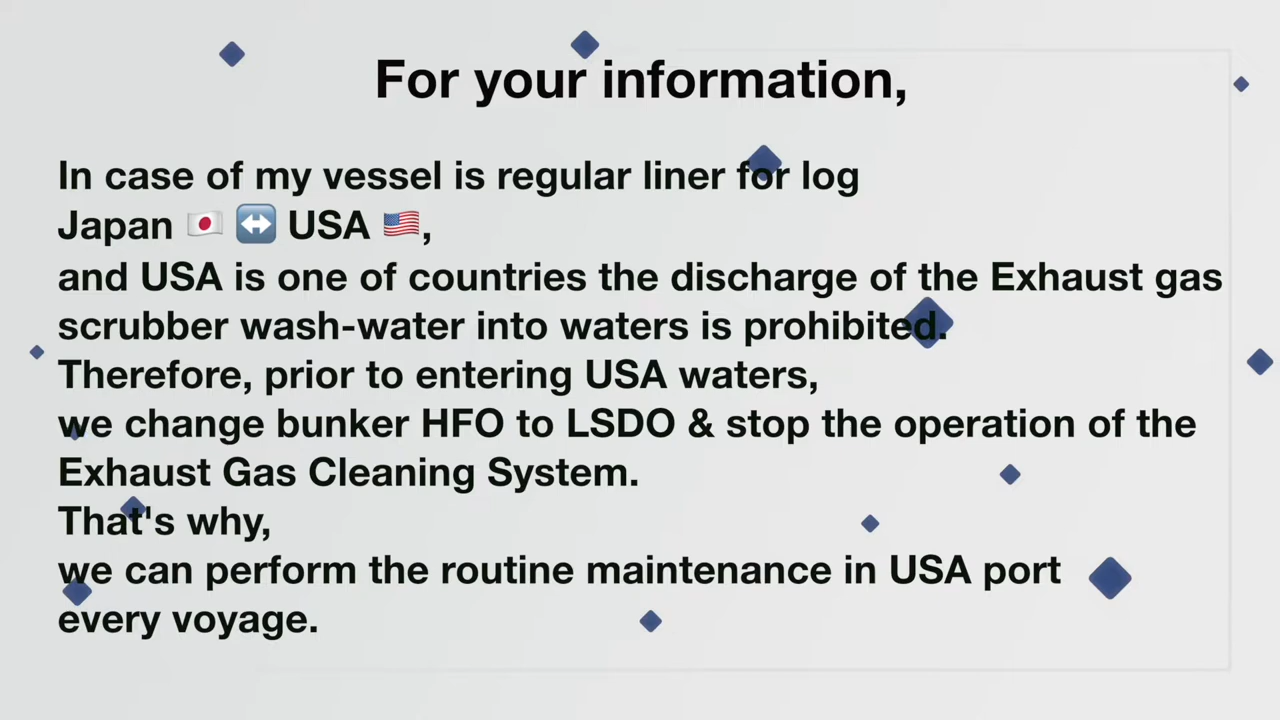 For your information,
In case of my vessel is regular liner for log
Japan 🇯🇵 ↔️ USA 🇺🇸,
and USA is one of countries the discharge of the Exhaust gas
scrubber wash-water into waters is prohibited.
Therefore, prior to entering USA waters,
we change bunker HFO to LSDO & stop the operation of the
Exhaust Gas Cleaning System.
That's why,
we can perform the routine maintenance in USA port
every voyage.